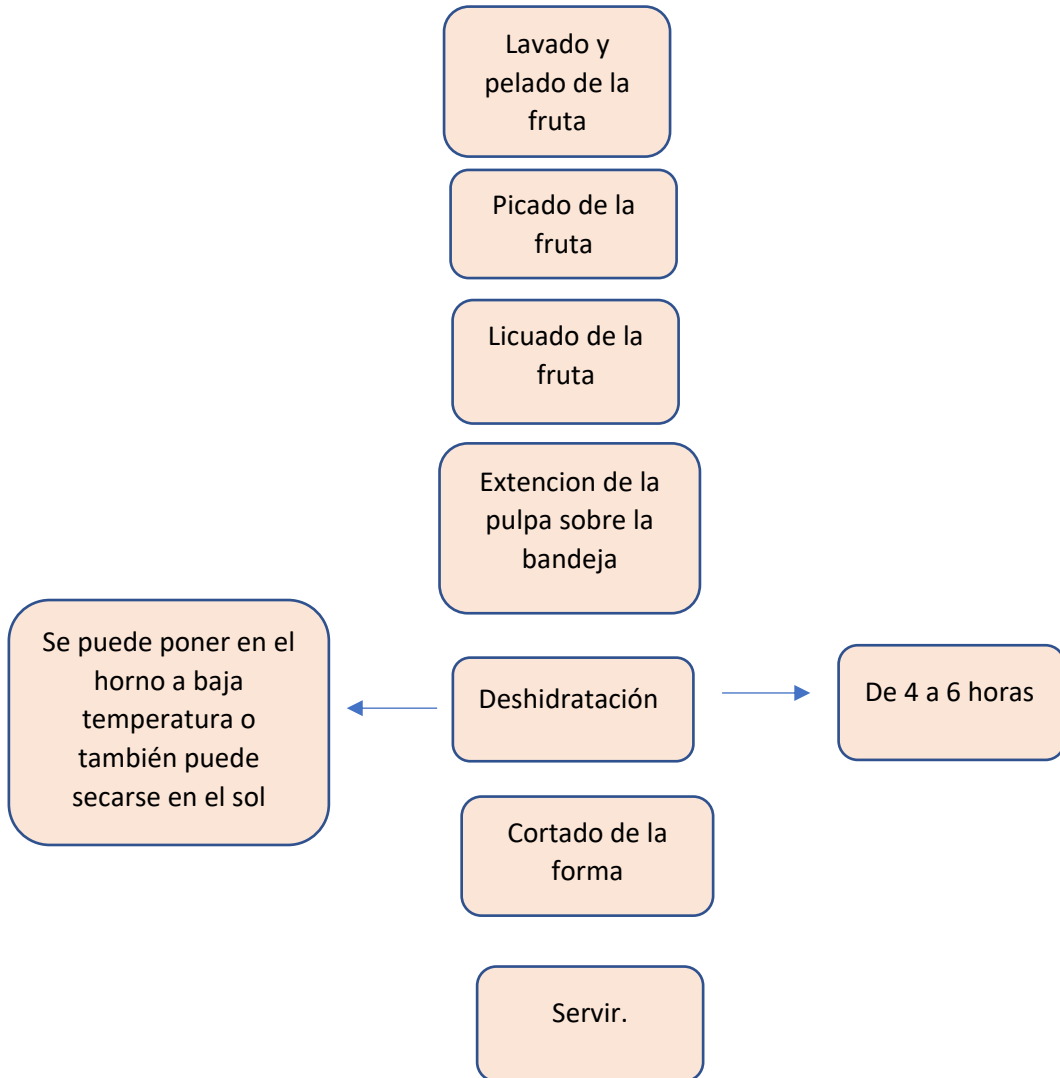 Lavado y
pelado de la
fruta
Picado de la
fruta
Licuado de la
fruta
Extencion de la
pulpa sobre la
bandeja
Se puede poner en el
horno a baja
temperatura o
también puede
secarse en el sol
Deshidratación
De 4 a 6 horas
Cortado de la
forma
Servir.